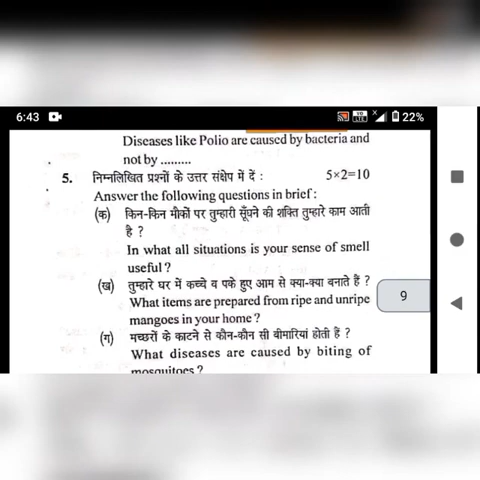 6:43
22%
Diseases like Polio are caused by bacteria and
not by .........
5. निम्नलिखित प्रश्नों के उत्तर संक्षेप में दें : 5×2=10
Answer the following questions in brief :
(क) किन-किन मौकों पर तुम्हारी सूँघने की शक्ति तुम्हारे काम आती
है ?
In what all situations is your sense of smell
useful ?
(ख) तुम्हारे घर में कच्चे व पके हुए आम से क्या-क्या बनाते हैं ?
What items are prepared from ripe and unripe
mangoes in your home ?
9
(ग) मच्छरों के काटने से कौन-कौन सी बीमारियां होती हैं ?
What diseases are caused by biting of
mosquitoes ?